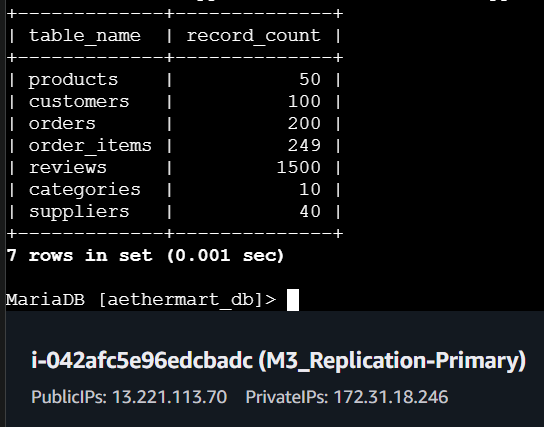 +-------------+--------------+
| table_name | record_count |
+-------------+--------------+
| products | 50 |
| customers | 100 |
| orders | 200 |
| order_items | 249 |
| reviews | 1500 |
| categories | 10 |
| suppliers | 40 |
+-------------+--------------+
7 rows in set (0.001 sec)
MariaDB [aethermart_db]>
i-042afc5e96edcbadc (M3_Replication-Primary)
PublicIPs: 13.221.113.70 PrivateIPs: 172.31.18.246